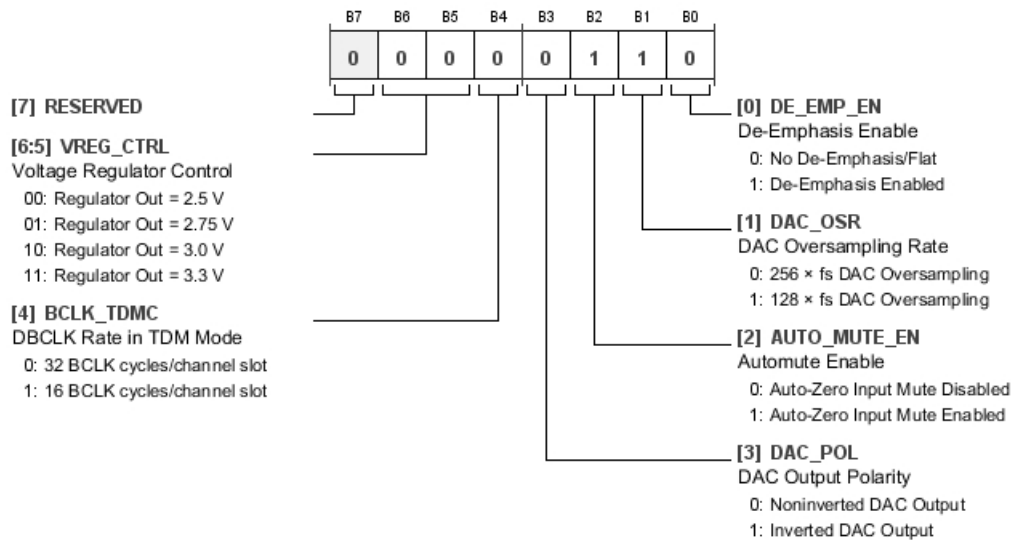 B7 B6 B5 B4 B3 B2 B1 B0
0 0 0 0 0 1 1 0
[7] RESERVED
[6:5] VREG_CTRL
Voltage Regulator Control
00: Regulator Out = 2.5 V
01: Regulator Out = 2.75 V
10: Regulator Out = 3.0 V
11: Regulator Out = 3.3 V
[4] BCLK_TDMC
DBCLK Rate in TDM Mode
0: 32 BCLK cycles/channel slot
1: 16 BCLK cycles/channel slot
[0] DE_EMP_EN
De-Emphasis Enable
0: No De-Emphasis/Flat
1: De-Emphasis Enabled
[1] DAC_OSR
DAC Oversampling Rate
0: 256 × fs DAC Oversampling
1: 128 × fs DAC Oversampling
[2] AUTO_MUTE_EN
Automute Enable
0: Auto-Zero Input Mute Disabled
1: Auto-Zero Input Mute Enabled
[3] DAC_POL
DAC Output Polarity
0: Noninverted DAC Output
1: Inverted DAC Output